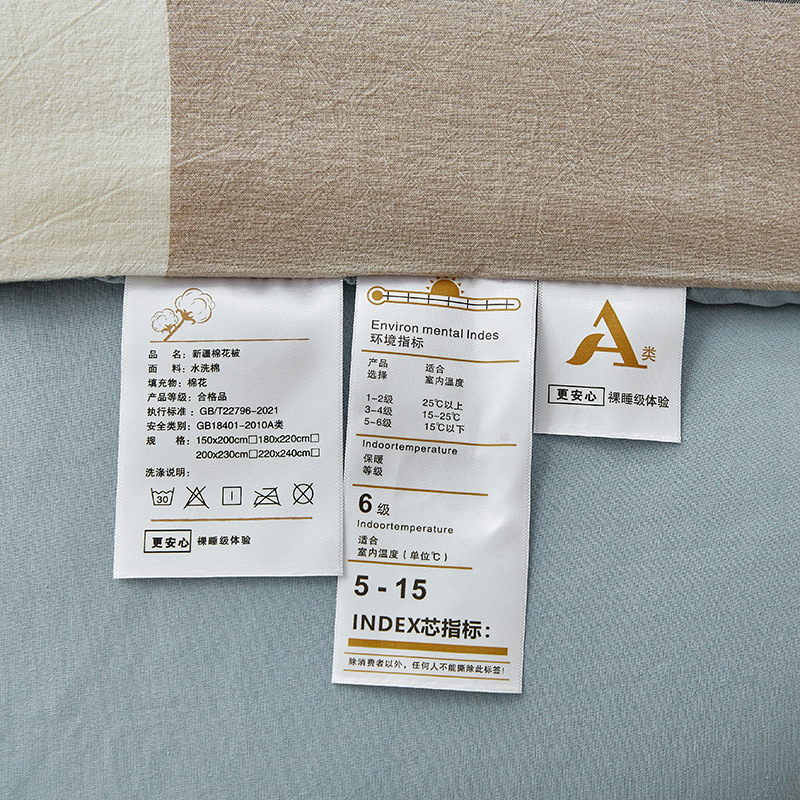 品　名：新疆棉花被
面　料：水洗棉
填充物：棉花
产品等级：合格品
执行标准：GB/T22796-2021
安全类别：GB18401-2010A类
规　格：150x200cm□180x220cm□
200x230cm□220x240cm□
洗涤说明：
30
更安心 裸睡级体验
Environ mental Indes
环境指标
产品 适合
选择 室内温度
1-2级 25℃以上
3-4级 15-25℃
5-6级 15℃以下
Indoortemperature
保暖
等级
6级
Indoortemperature
适合
室内温度（单位℃）
5 - 15
INDEX芯指标：
除消费者以外，任何人不能撕除此标签！
A类
更安心 裸睡级体验